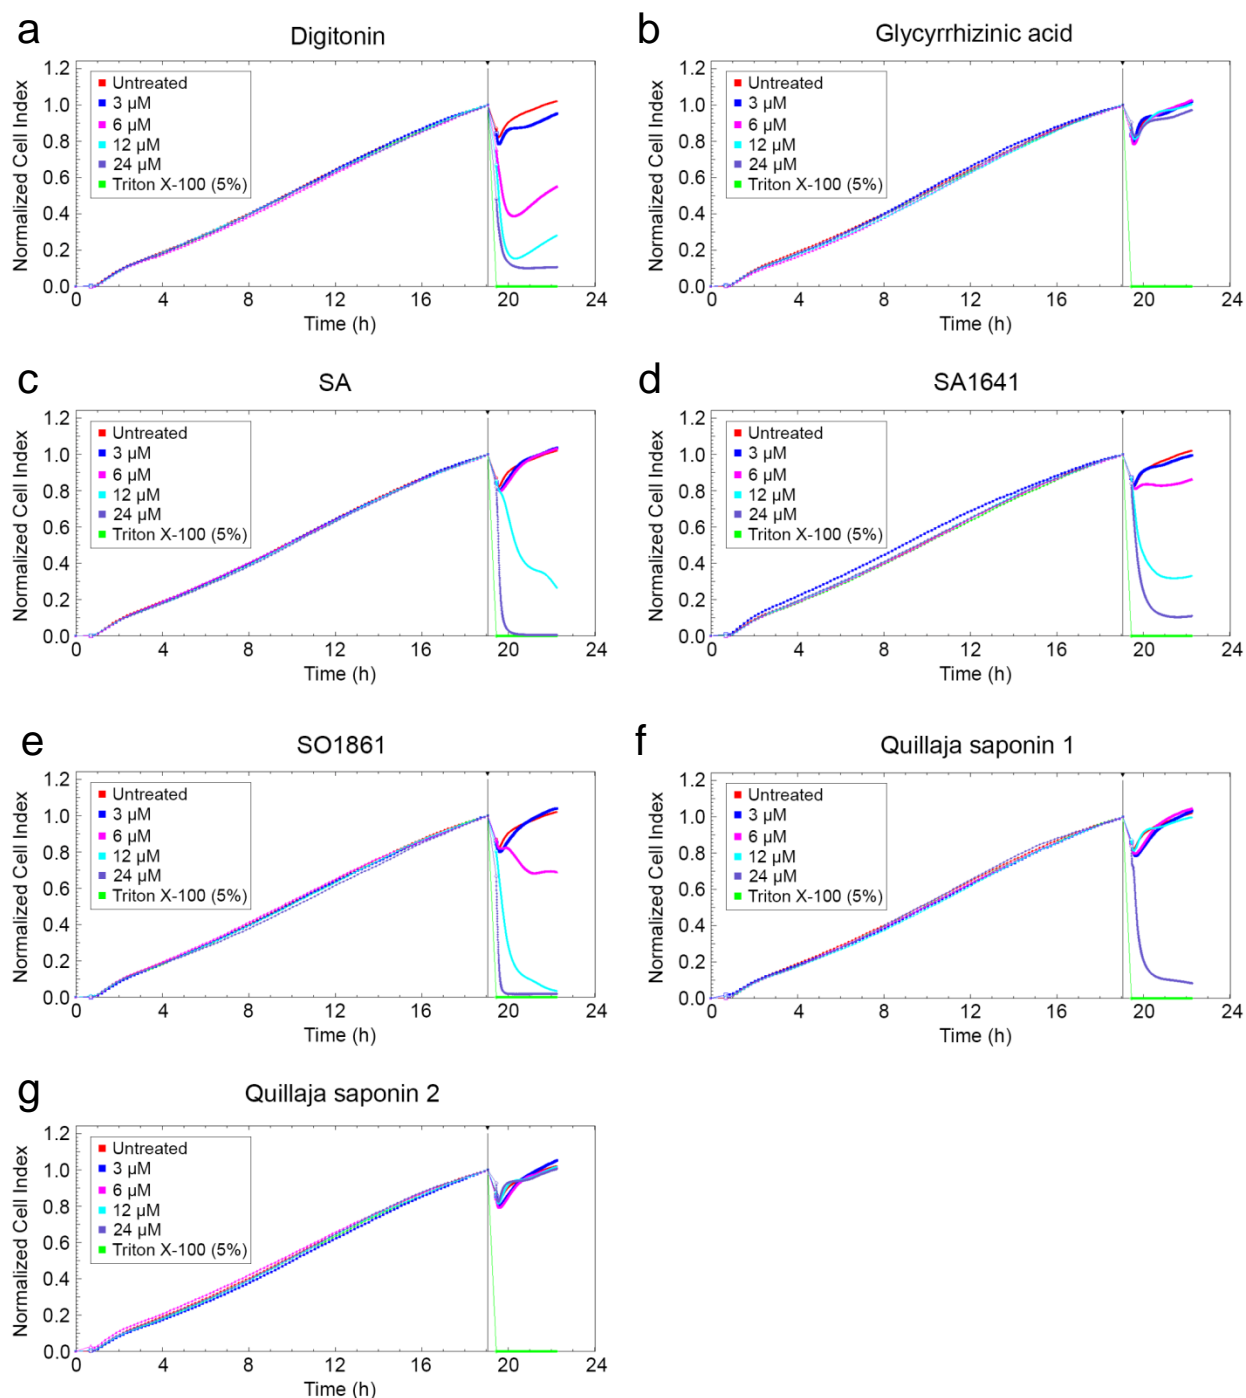 a
Digitonin
Normalized Cell Index
1.2
1.0
0.8
0.6
0.4
0.2
0.0
Untreated
3 µM
6 µM
12 µM
24 µM
Triton X-100 (5%)
0 4 8 12 16 20 24
Time (h)
b
Glycyrrhizinic acid
Normalized Cell Index
1.2
1.0
0.8
0.6
0.4
0.2
0.0
Untreated
3 µM
6 µM
12 µM
24 µM
Triton X-100 (5%)
0 4 8 12 16 20 24
Time (h)
c
SA
Normalized Cell Index
1.2
1.0
0.8
0.6
0.4
0.2
0.0
Untreated
3 µM
6 µM
12 µM
24 µM
Triton X-100 (5%)
0 4 8 12 16 20 24
Time (h)
d
SA1641
Normalized Cell Index
1.2
1.0
0.8
0.6
0.4
0.2
0.0
Untreated
3 µM
6 µM
12 µM
24 µM
Triton X-100 (5%)
0 4 8 12 16 20 24
Time (h)
e
SO1861
Normalized Cell Index
1.2
1.0
0.8
0.6
0.4
0.2
0.0
Untreated
3 µM
6 µM
12 µM
24 µM
Triton X-100 (5%)
0 4 8 12 16 20 24
Time (h)
f
Quillaja saponin 1
Normalized Cell Index
1.2
1.0
0.8
0.6
0.4
0.2
0.0
Untreated
3 µM
6 µM
12 µM
24 µM
Triton X-100 (5%)
0 4 8 12 16 20 24
Time (h)
g
Quillaja saponin 2
Normalized Cell Index
1.2
1.0
0.8
0.6
0.4
0.2
0.0
Untreated
3 µM
6 µM
12 µM
24 µM
Triton X-100 (5%)
0 4 8 12 16 20 24
Time (h)